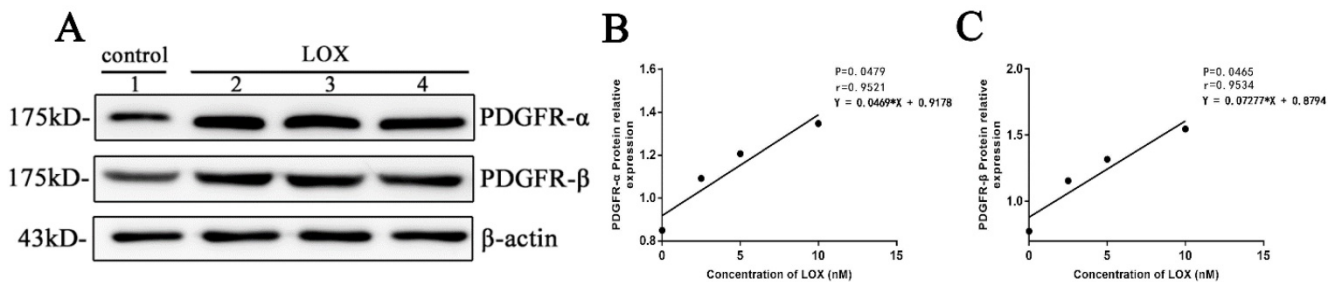 A
control
LOX
1
2
3
4
175kD-
PDGFR-α
175kD-
PDGFR-β
43kD-
β-actin
B
PDGFR-α Protein relative
expression
1.6
1.4
1.2
1.0
0.8
0
5
10
15
Concentration of LOX (nM)
P=0.0479
r=0.9521
Y = 0.0469*X + 0.9178
C
PDGFR-β Protein relative
expression
2.0
1.5
1.0
0
5
10
15
Concentration of LOX (nM)
P=0.0465
r=0.9534
Y = 0.07277*X + 0.8794